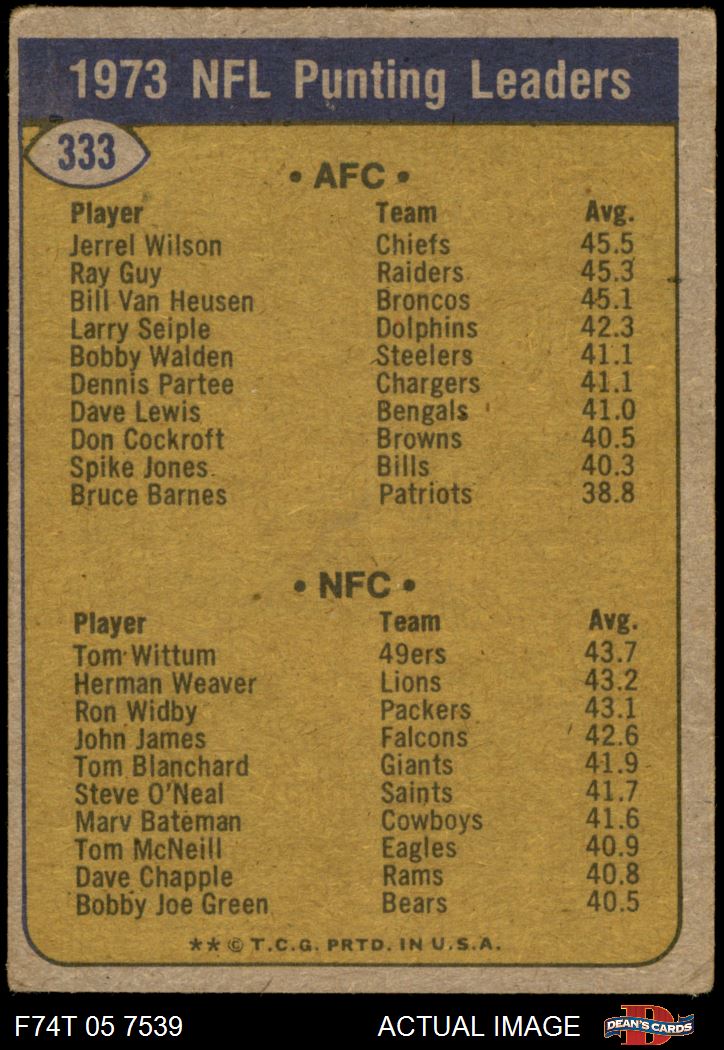 1973 NFL Punting Leaders
333
• AFC •
Player Team Avg.
Jerrel Wilson Chiefs 45.5
Ray Guy Raiders 45.3
Bill Van Heusen Broncos 45.1
Larry Seiple Dolphins 42.3
Bobby Walden Steelers 41.1
Dennis Partee Chargers 41.1
Dave Lewis Bengals 41.0
Don Cockroft Browns 40.5
Spike Jones Bills 40.3
Bruce Barnes Patriots 38.8
• NFC •
Player Team Avg.
Tom Wittum 49ers 43.7
Herman Weaver Lions 43.2
Ron Widby Packers 43.1
John James Falcons 42.6
Tom Blanchard Giants 41.9
Steve O'Neal Saints 41.7
Marv Bateman Cowboys 41.6
Tom McNeill Eagles 40.9
Dave Chapple Rams 40.8
Bobby Joe Green Bears 40.5
** © T.C.G. PRTD. IN U.S.A.
F74T 05 7539 ACTUAL IMAGE D DEAN'S CARDS